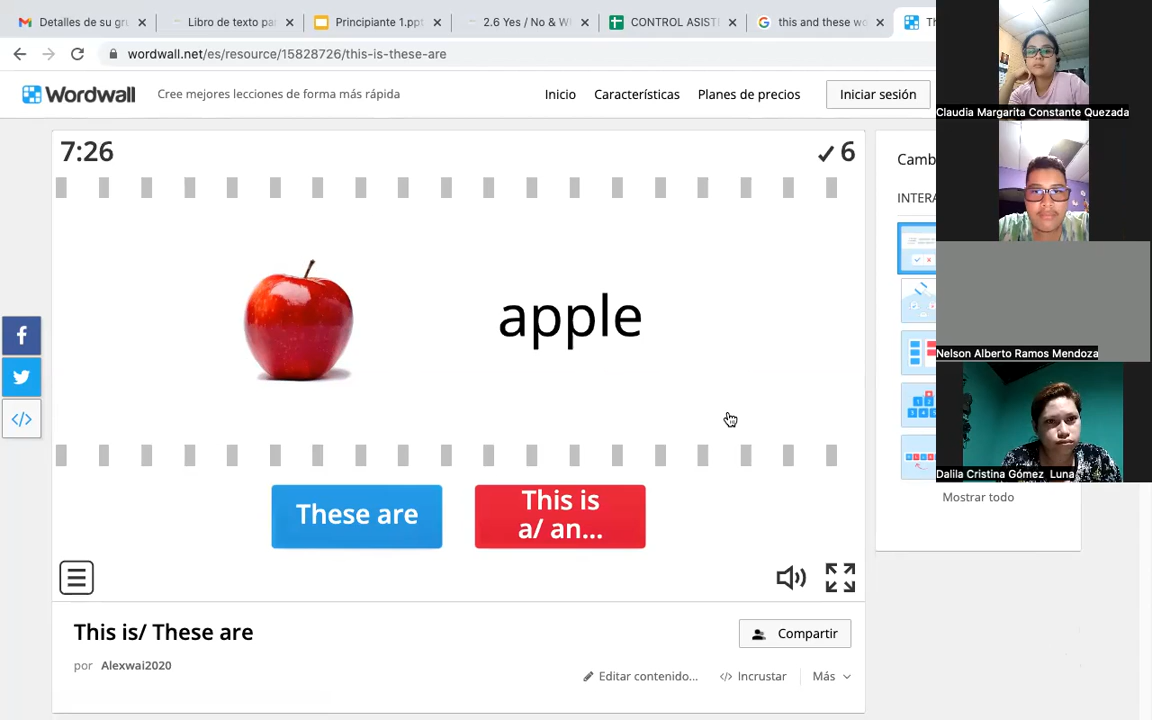 Detalles de su gr
Libro de texto pa
Principiante 1.ppt
2.6 Yes / No & W
CONTROL ASIST
this and these wo
Th
wordwall.net/es/resource/15828726/this-is-these-are
Wordwall
Cree mejores lecciones de forma más rápida
Inicio
Características
Planes de precios
Iniciar sesión
Claudia Margarita Constante Quezada
7:26
6
Camb
INTERA
apple
Nelson Alberto Ramos Mendoza
Dalila Cristina Gómez Luna
Mostrar todo
These are
This is
a/ an...
This is/ These are
Compartir
por Alexwai2020
Editar contenido...
Incrustar
Más